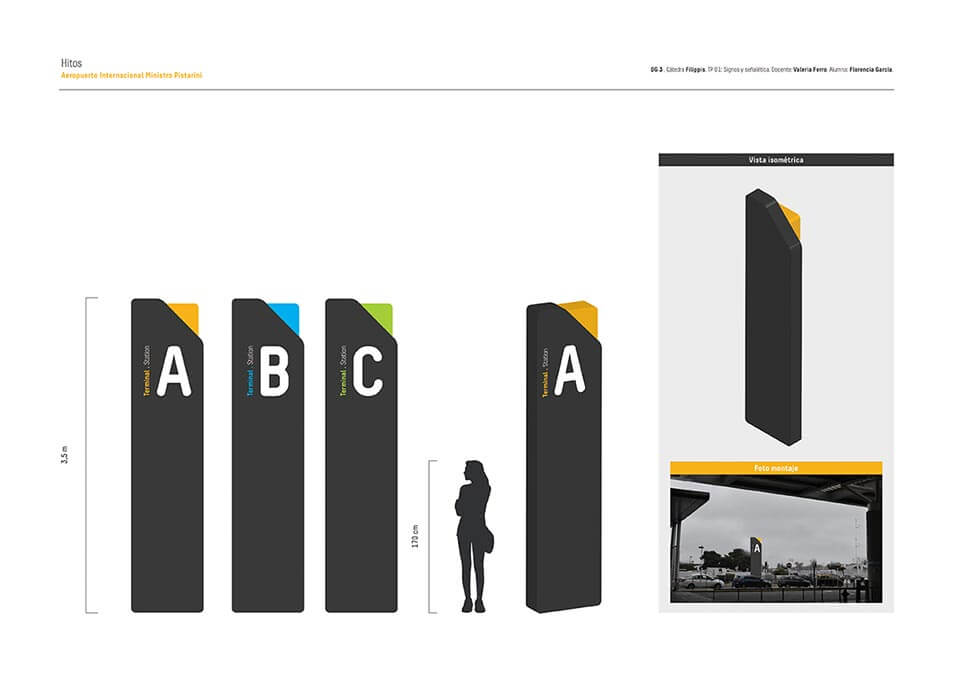 Hitos
Aeropuerto Internacional Ministro Pistarini
DG 3 . Cátedra Filippis. TP 01: Signos y señalética. Docente: Valeria Ferro. Alumna: Florencia García.
Vista isométrica
3,5 m
Terminal . Station
A
Terminal . Station
B
Terminal . Station
C
170 cm
Terminal . Station
A
Foto montaje
A